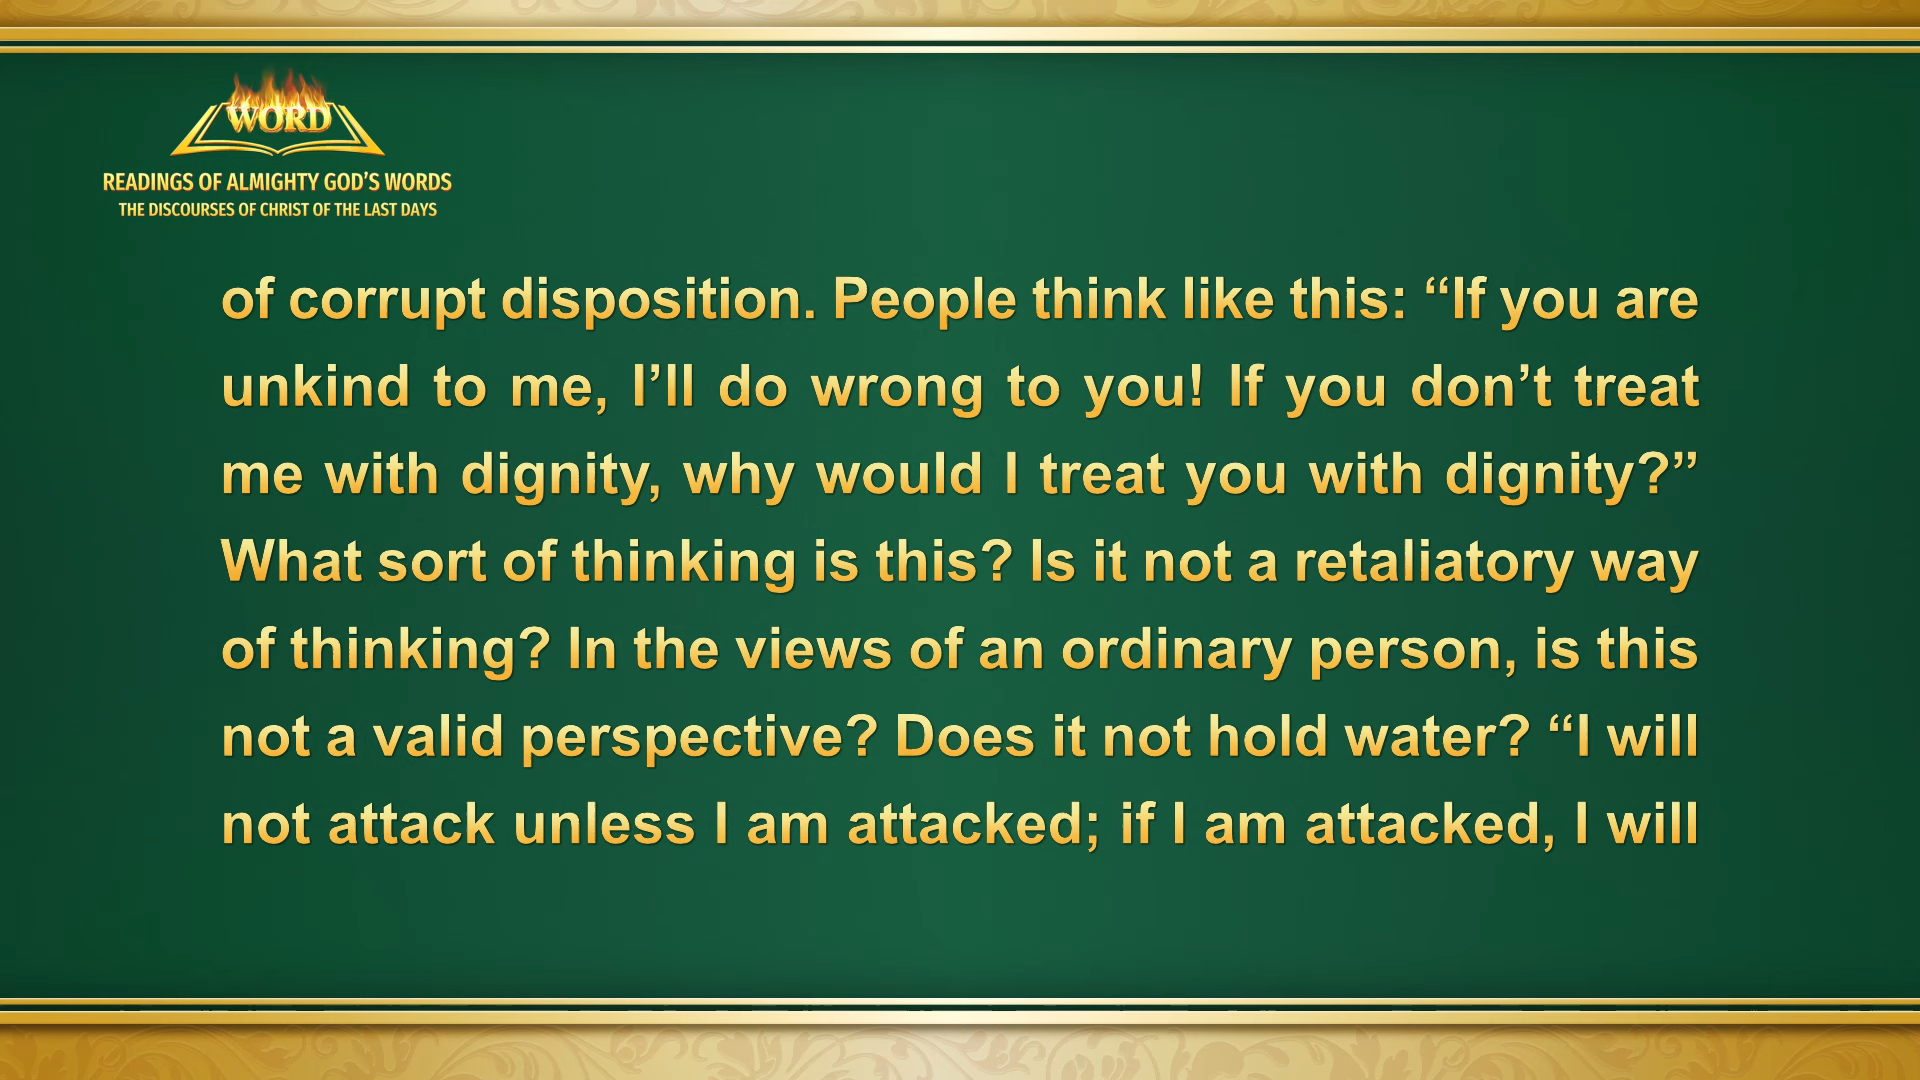 WORD
READINGS OF ALMIGHTY GOD’S WORDS
THE DISCOURSES OF CHRIST OF THE LAST DAYS
of corrupt disposition. People think like this: “If you are
unkind to me, I’ll do wrong to you! If you don’t treat
me with dignity, why would I treat you with dignity?”
What sort of thinking is this? Is it not a retaliatory way
of thinking? In the views of an ordinary person, is this
not a valid perspective? Does it not hold water? “I will
not attack unless I am attacked; if I am attacked, I will